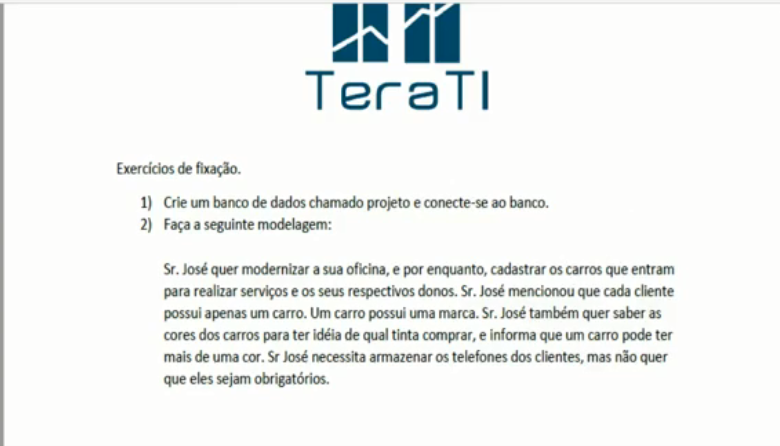 TeraTI
Exercícios de fixação.
1) Crie um banco de dados chamado projeto e conecte-se ao banco.
2) Faça a seguinte modelagem:
Sr. José quer modernizar a sua oficina, e por enquanto, cadastrar os carros que entram
para realizar serviços e os seus respectivos donos. Sr. José mencionou que cada cliente
possui apenas um carro. Um carro possui uma marca. Sr. José também quer saber as
cores dos carros para ter idéia de qual tinta comprar, e informa que um carro pode ter
mais de uma cor. Sr José necessita armazenar os telefones dos clientes, mas não quer
que eles sejam obrigatórios.